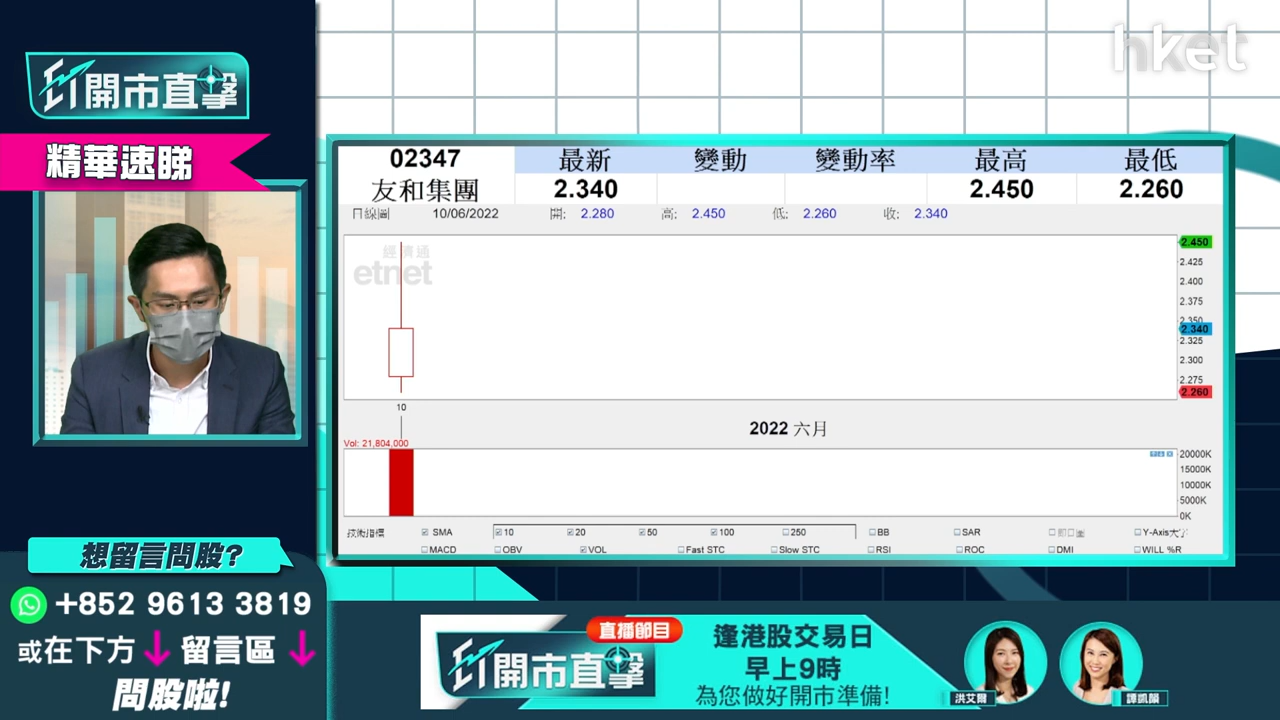 hket
ET開市直擊
精華速睇
02347
友和集團
最新
2.340
變動
變動率
最高
2.450
最低
2.260
日線圖 10/06/2022 開: 2.280 高: 2.450 低: 2.260 收: 2.340
經濟通
etnet
2.450
2.425
2.400
2.375
2.350
2.340
2.325
2.300
2.275
2.260
10
2022 六月
Vol: 21,804,000
20000K
15000K
10000K
5000K
0K
技術指標 SMA 10 20 50 100 250 BB SAR Y-Axis大字
MACD OBV VOL Fast STC Slow STC RSI ROC DMI WILL %R
想留言問股?
+852 9613 3819
或在下方 留言區
問股啦!
ET開市直擊
直播節目
逢港股交易日
早上9時
為您做好開市準備!
洪艾爾
譚凱韻